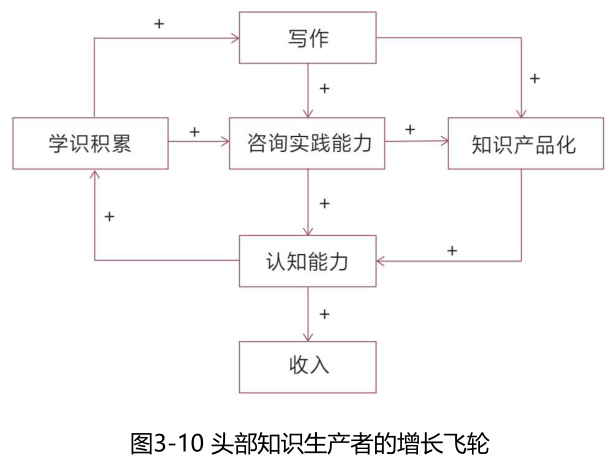 +
写作
+
+
学识积累
+
咨询实践能力
+
知识产品化
+
+
认知能力
+
+
收入
图3-10 头部知识生产者的增长飞轮